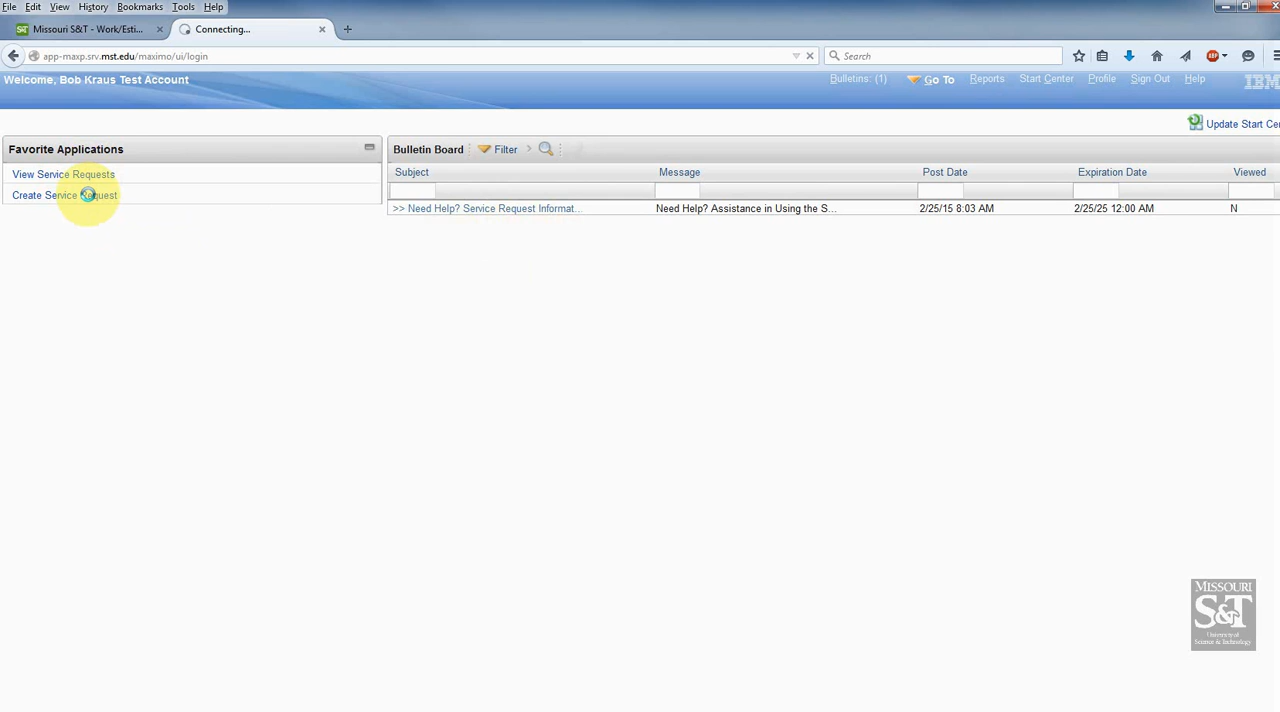 File Edit View History Bookmarks Tools Help
Missouri S&T - Work/Esti... Connecting...
app-maxp.srv.mst.edu/maximo/ui/login Search
Welcome, Bob Kraus Test Account Bulletins: (1) Go To Reports Start Center Profile Sign Out Help IBM
Update Start Cen
Favorite Applications Bulletin Board Filter
Subject Message Post Date Expiration Date Viewed
View Service Requests
Create Service Request
>> Need Help? Service Request Informat... Need Help? Assistance in Using the S... 2/25/15 8:03 AM 2/25/25 12:00 AM N
MISSOURI
S&T
University of
Science & Technology